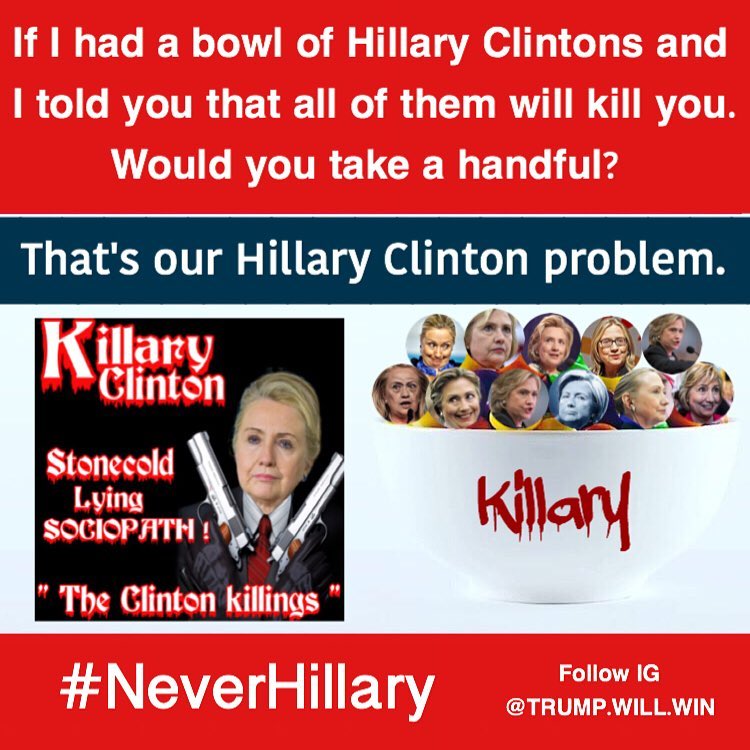 If I had a bowl of Hillary Clintons and
I told you that all of them will kill you.
Would you take a handful?
That's our Hillary Clinton problem.
Killary
Clinton
Stonecold
Lying
SOCIOPATH !
" The Clinton killings "
Killary
#NeverHillary
Follow IG
@TRUMP.WILL.WIN